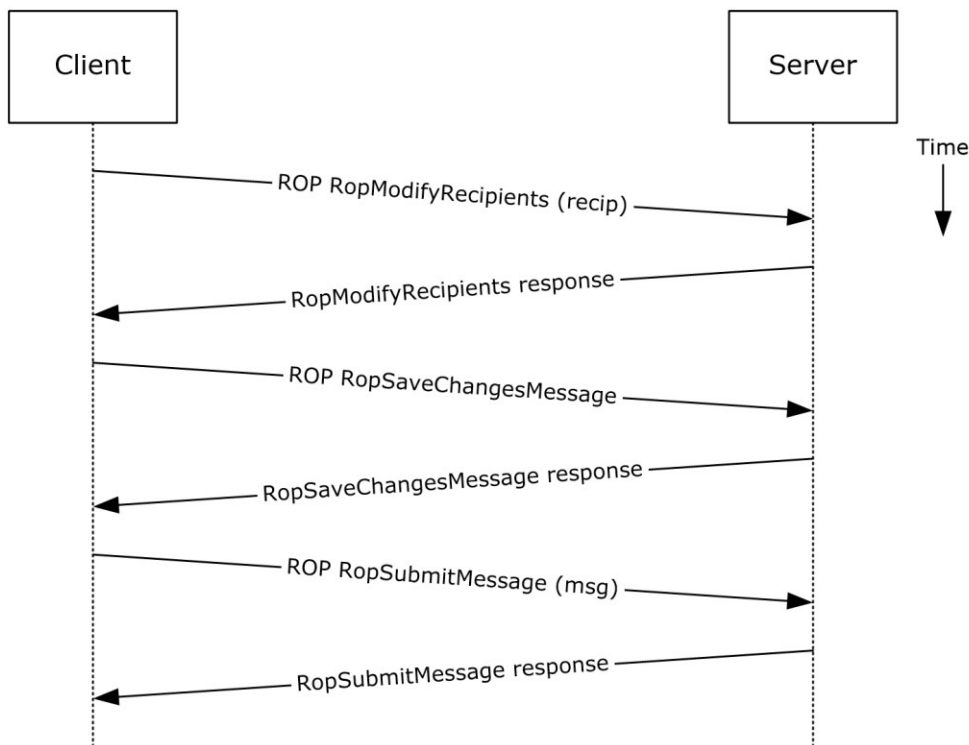 Client
Server
Time
ROP RopModifyRecipients (recip)
RopModifyRecipients response
ROP RopSaveChangesMessage
RopSaveChangesMessage response
ROP RopSubmitMessage (msg)
RopSubmitMessage response